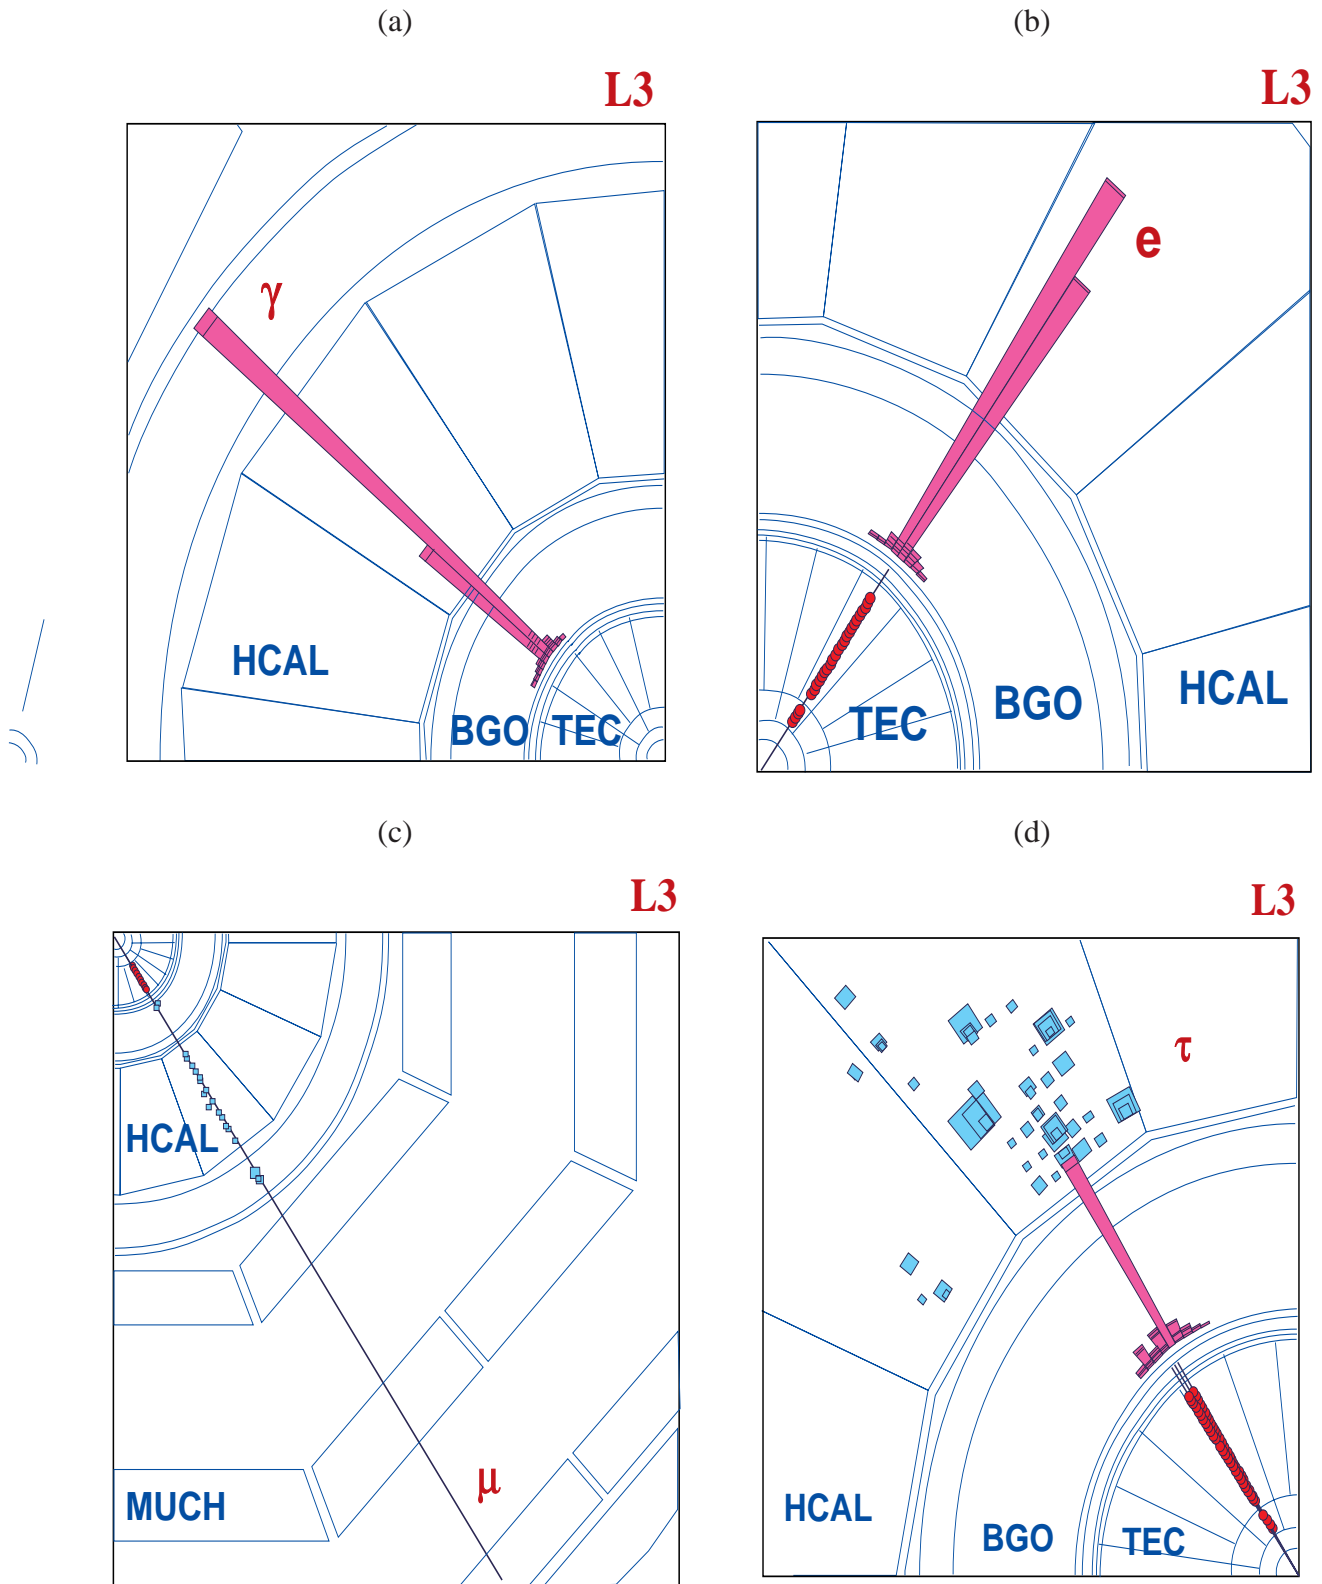 (a)
L3
γ
HCAL
BGO TEC
(b)
L3
e
TEC
BGO
HCAL
(c)
L3
HCAL
MUCH
μ
(d)
L3
τ
HCAL
BGO
TEC